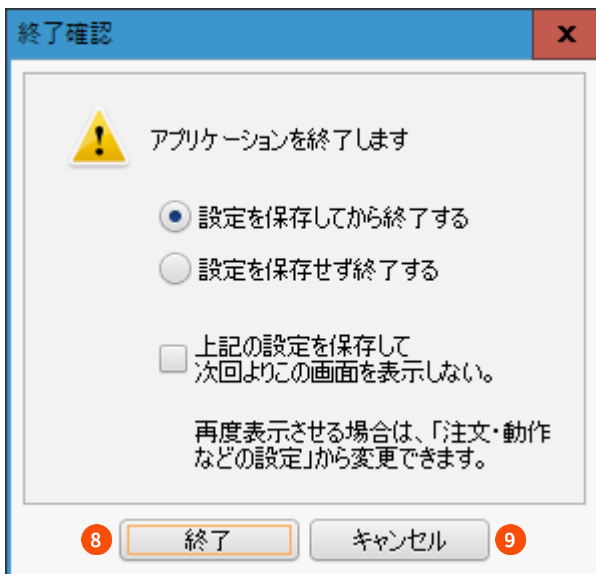 終了確認
x
アプリケーションを終了します
設定を保存してから終了する
設定を保存せず終了する
上記の設定を保存して
次回よりこの画面を表示しない。
再度表示させる場合は、「注文・動作
などの設定」から変更できます。
8 終了 キャンセル 9